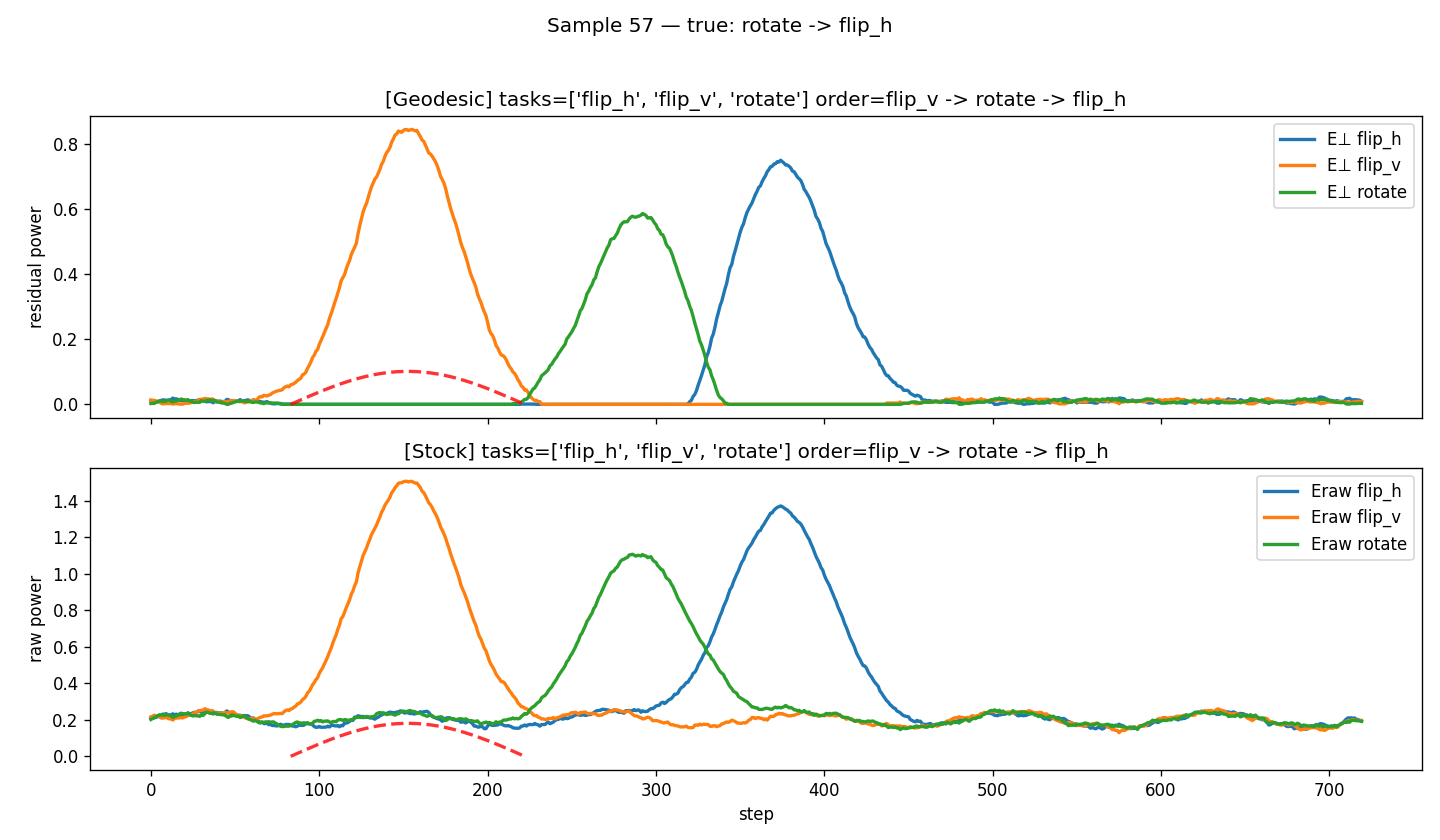 Sample 57 — true: rotate -> flip_h
[Geodesic] tasks=['flip_h', 'flip_v', 'rotate'] order=flip_v -> rotate -> flip_h
E⊥ flip_h
E⊥ flip_v
E⊥ rotate
residual power
0.8
0.6
0.4
0.2
0.0
[Stock] tasks=['flip_h', 'flip_v', 'rotate'] order=flip_v -> rotate -> flip_h
Eraw flip_h
Eraw flip_v
Eraw rotate
raw power
1.4
1.2
1.0
0.8
0.6
0.4
0.2
0.0
0 100 200 300 400 500 600 700
step